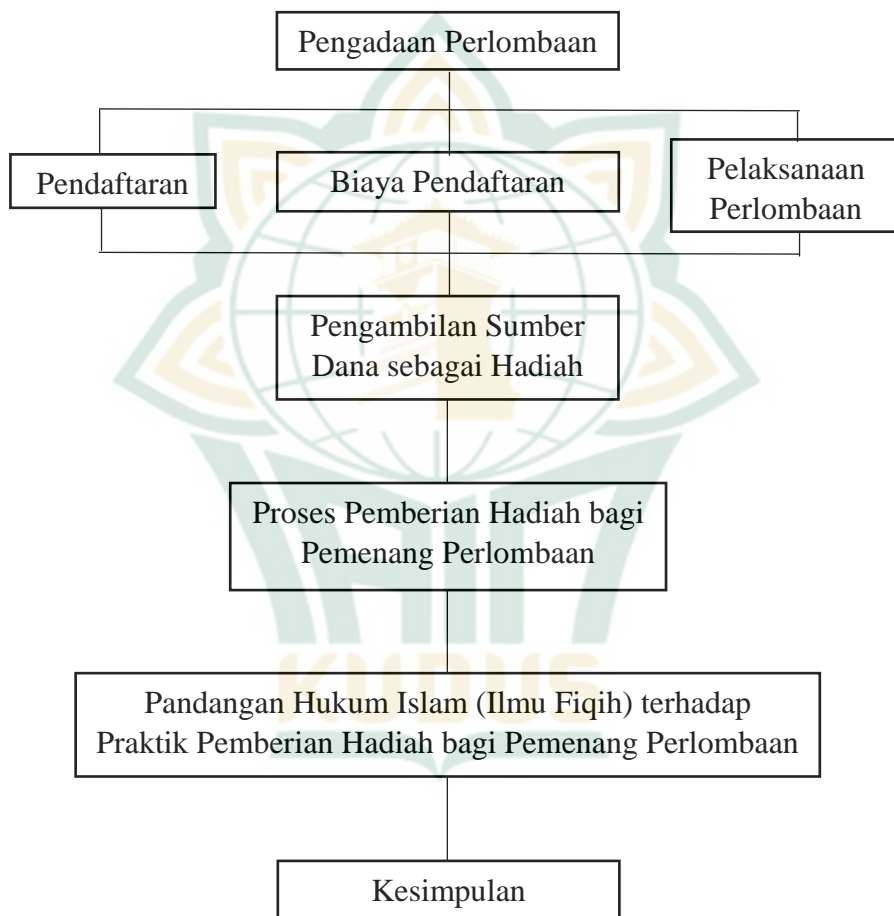 Pengadaan Perlombaan
Pendaftaran
Biaya Pendaftaran
Pelaksanaan
Perlombaan
Pengambilan Sumber
Dana sebagai Hadiah
Proses Pemberian Hadiah bagi
Pemenang Perlombaan
Pandangan Hukum Islam (Ilmu Fiqih) terhadap
Praktik Pemberian Hadiah bagi Pemenang Perlombaan
KUDUS
Kesimpulan